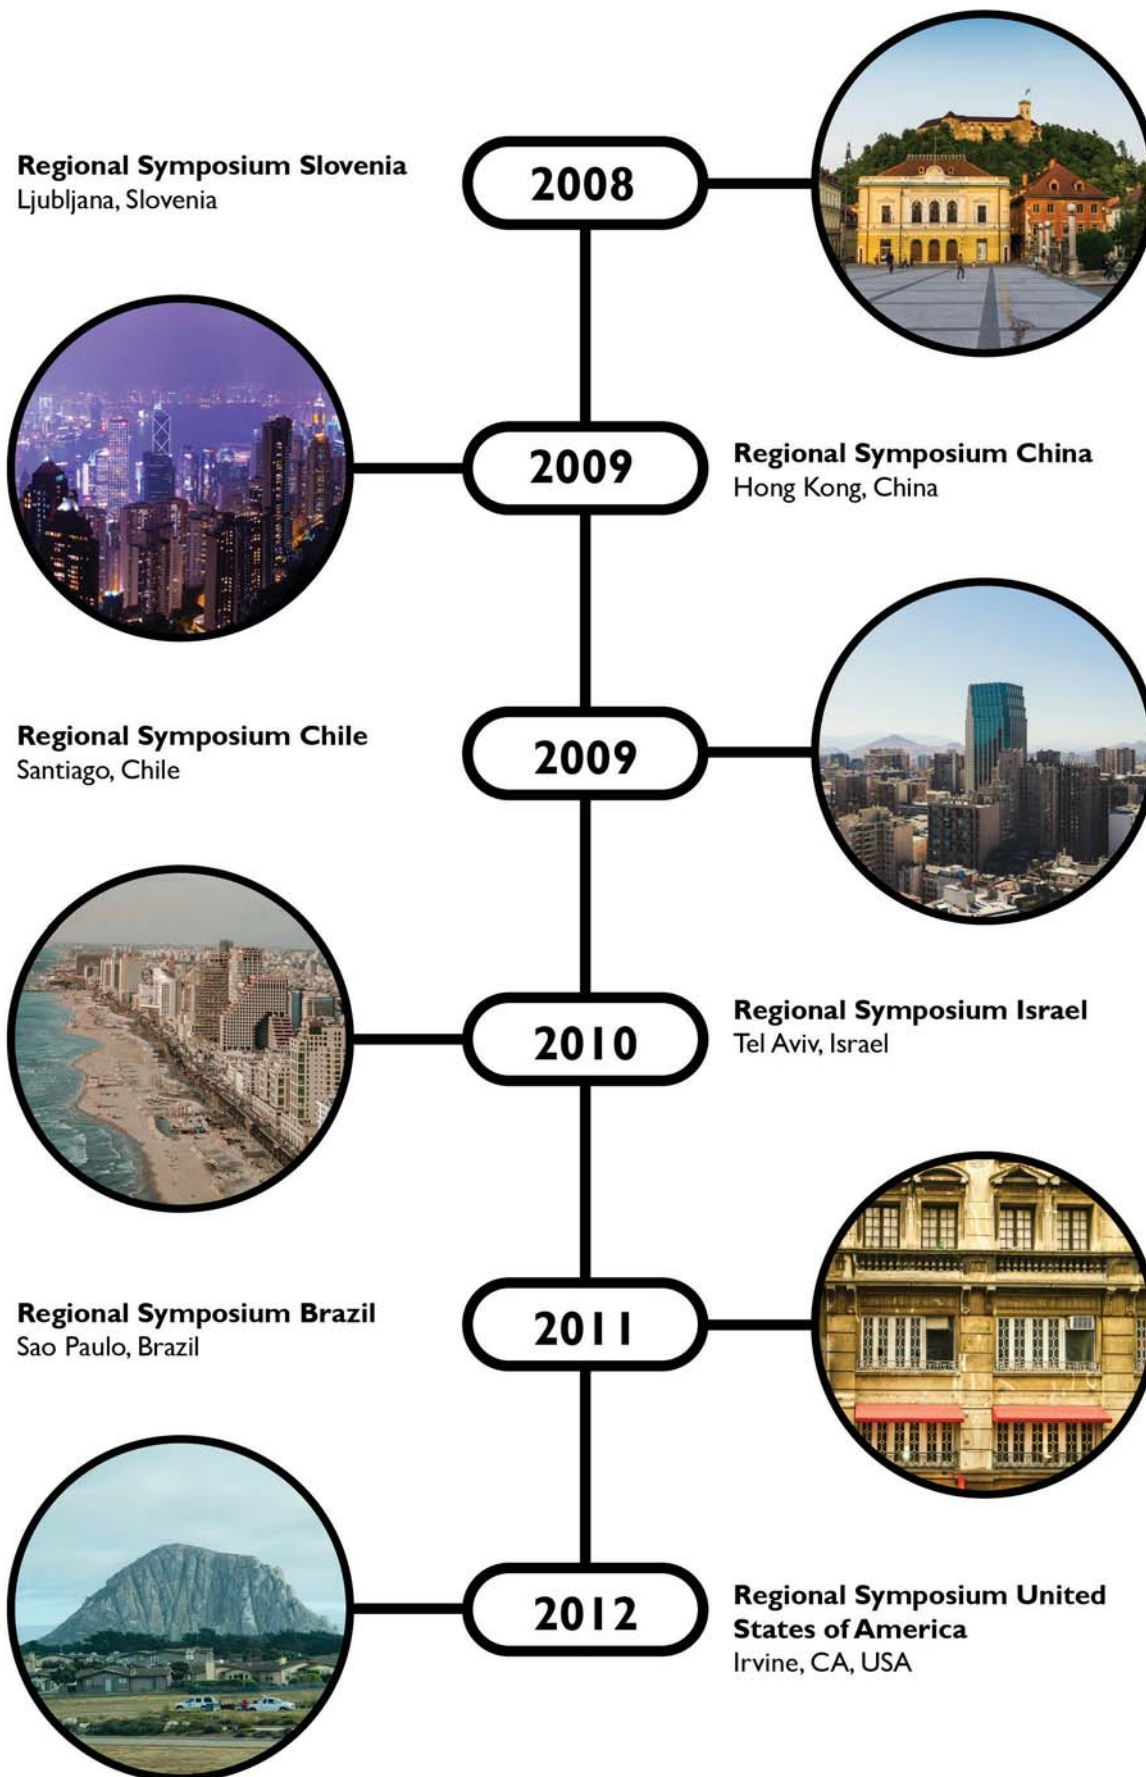 Regional Symposium Slovenia
Ljubljana, Slovenia
2008
2009
Regional Symposium China
Hong Kong, China
Regional Symposium Chile
Santiago, Chile
2009
2010
Regional Symposium Israel
Tel Aviv, Israel
Regional Symposium Brazil
Sao Paulo, Brazil
2011
2012
Regional Symposium United
States of America
Irvine, CA, USA